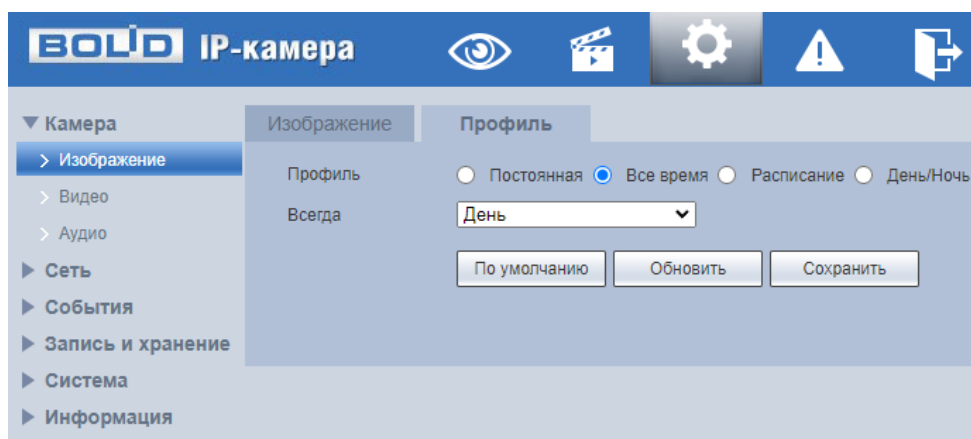 BOLID IP-камера
Камера
Изображение
Видео
Аудио
Сеть
События
Запись и хранение
Система
Информация
Изображение Профиль
Профиль Постоянная Все время Расписание День/Ночь
Всегда День
По умолчанию Обновить Сохранить